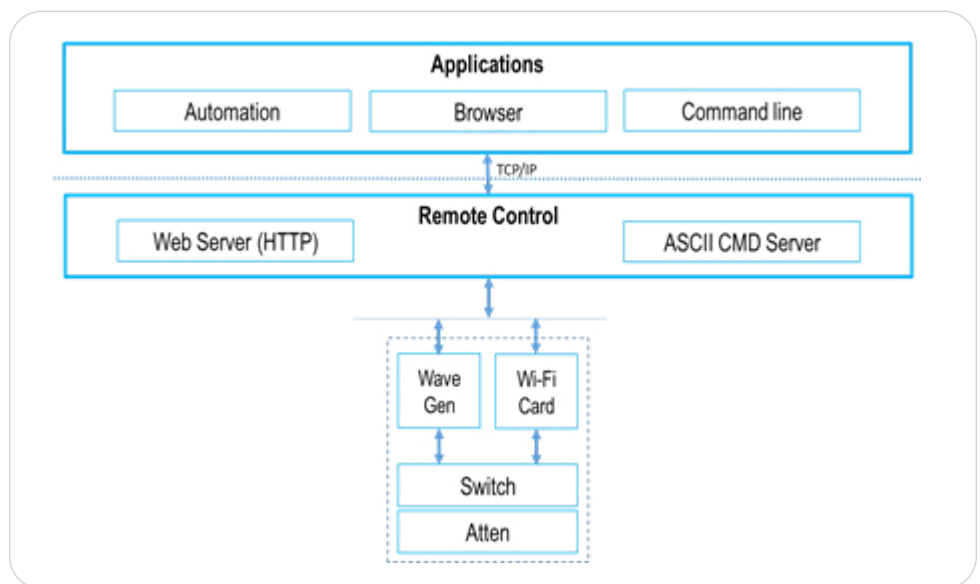 Applications
Automation
Browser
Command line
TCP/IP
Remote Control
Web Server (HTTP)
ASCII CMD Server
Wave
Gen
Wi-Fi
Card
Switch
Atten